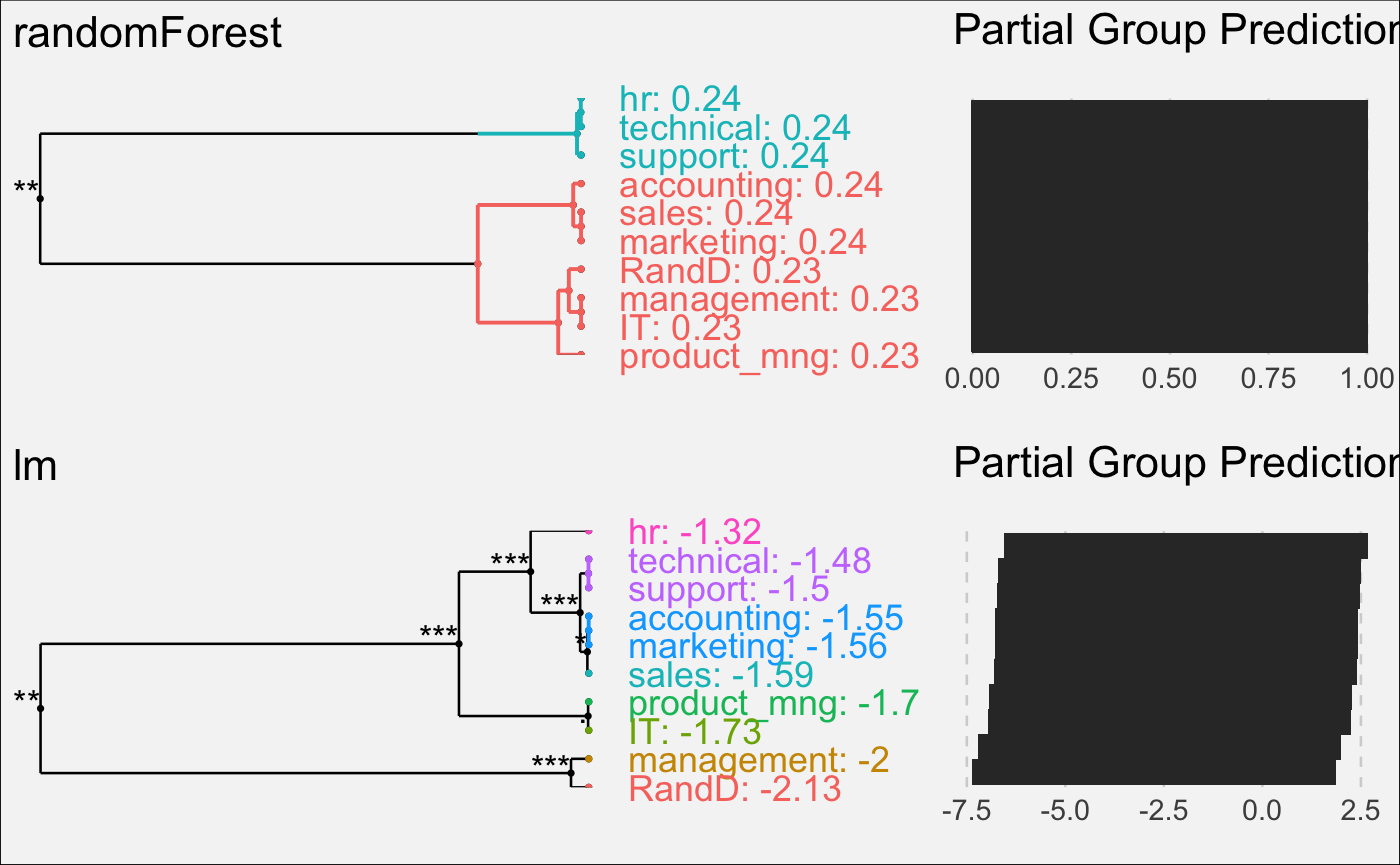 randomForest
Partial Group Prediction
**
hr: 0.24
technical: 0.24
support: 0.24
accounting: 0.24
sales: 0.24
marketing: 0.24
RandD: 0.23
management: 0.23
IT: 0.23
product_mng: 0.23
0.00 0.25 0.50 0.75 1.00
lm
Partial Group Prediction
hr: -1.32
***
technical: -1.48
support: -1.5
***
accounting: -1.55
***
marketing: -1.56
*
sales: -1.59
**
product_mng: -1.7
.
IT: -1.73
management: -2
***
RandD: -2.13
-7.5 -5.0 -2.5 0.0 2.5